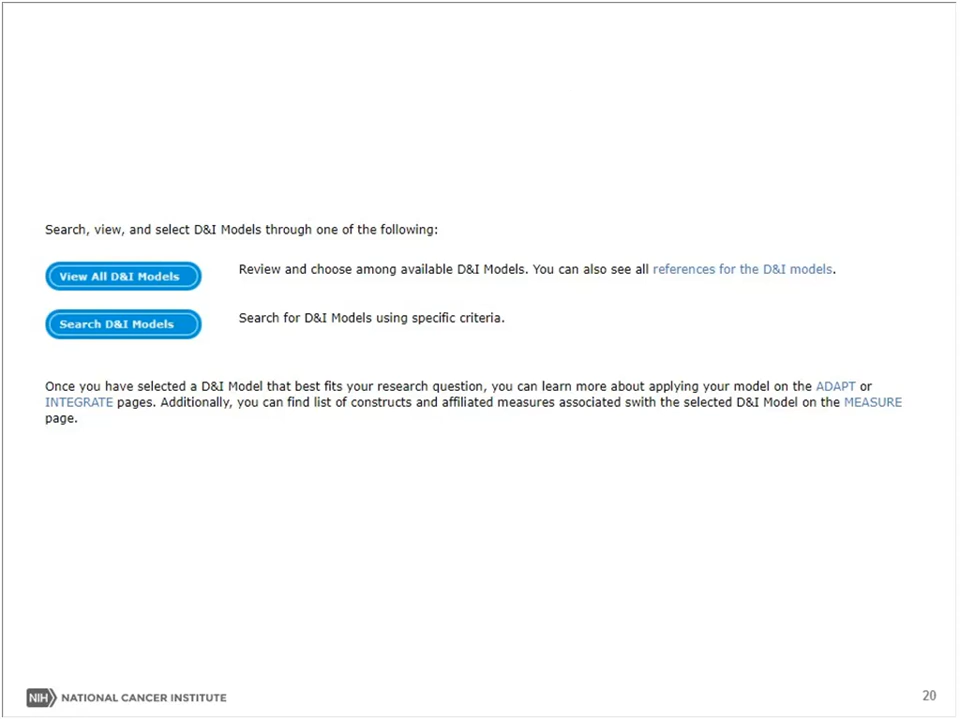 Search, view, and select D&I Models through one of the following:
View All D&I Models
Review and choose among available D&I Models. You can also see all references for the D&I models.
Search D&I Models
Search for D&I Models using specific criteria.
Once you have selected a D&I Model that best fits your research question, you can learn more about applying your model on the ADAPT or
INTEGRATE pages. Additionally, you can find list of constructs and affiliated measures associated swith the selected D&I Model on the MEASURE
page.
NIH NATIONAL CANCER INSTITUTE
20